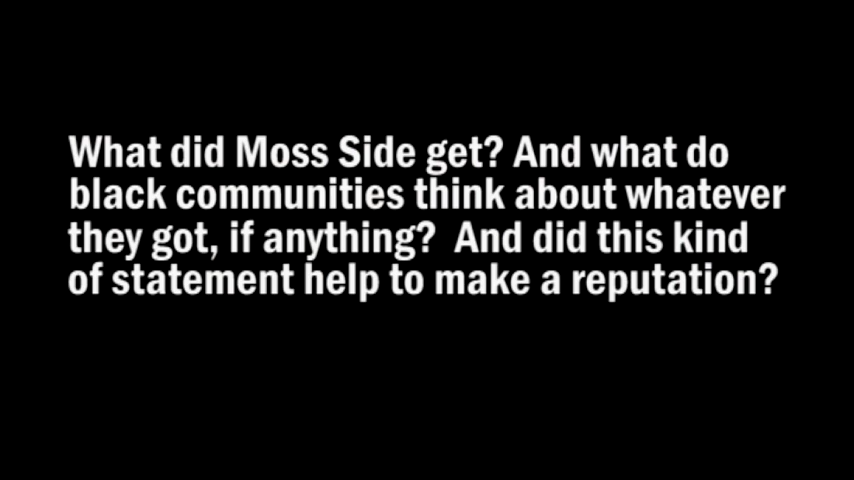 What did Moss Side get? And what do
black communities think about whatever
they got, if anything?  And did this kind
of statement help to make a reputation?